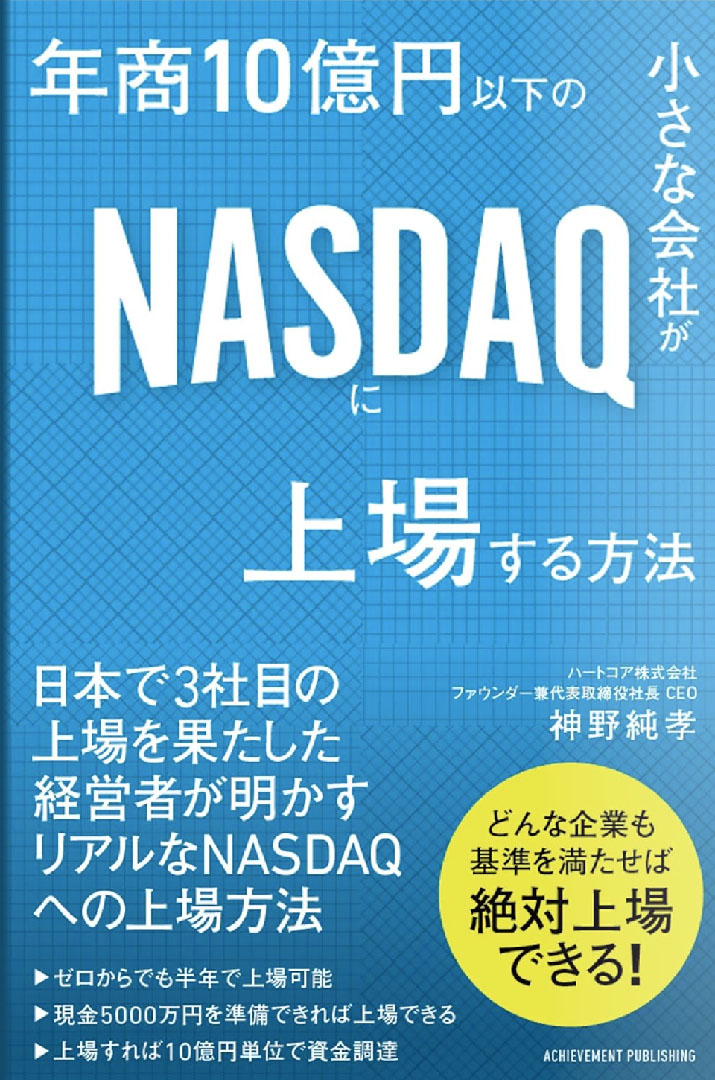 年商10億円以下の
小さな会社が
NASDAQ
に
上場する方法
日本で3社目の
上場を果たした
経営者が明かす
リアルなNASDAQ
への上場方法
ハートコア株式会社
ファウンダー兼代表取締役社長 CEO
神野純孝
どんな企業も
基準を満たせば
絶対上場
できる!
▶ゼロからでも半年で上場可能
▶現金5000万円を準備できれば上場できる
▶上場すれば10億円単位で資金調達
ACHIEVEMENT PUBLISHING